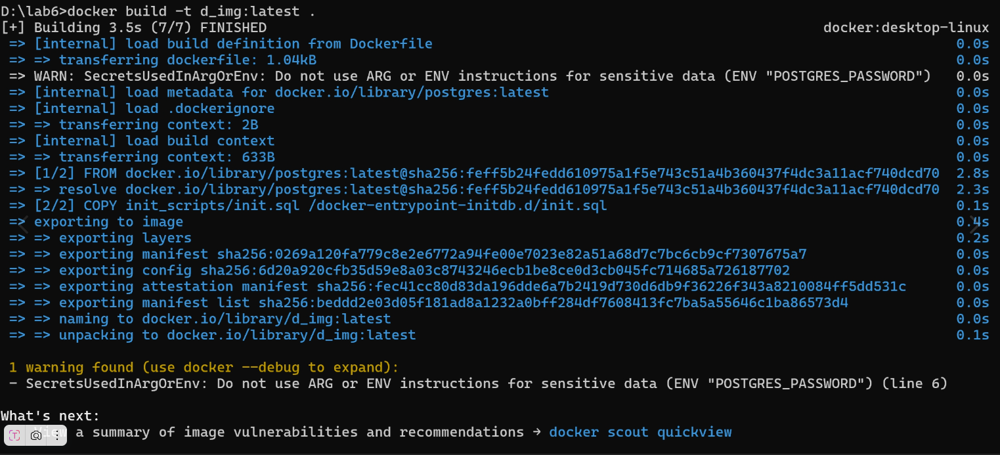 D:\lab6>docker build -t d_img:latest .
[+] Building 3.5s (7/7) FINISHED docker:desktop-linux
=> [internal] load build definition from Dockerfile 0.0s
=> => transferring dockerfile: 1.04kB 0.0s
=> WARN: SecretsUsedInArgOrEnv: Do not use ARG or ENV instructions for sensitive data (ENV "POSTGRES_PASSWORD") 0.0s
=> [internal] load metadata for docker.io/library/postgres:latest 0.0s
=> [internal] load .dockerignore 0.0s
=> => transferring context: 2B 0.0s
=> [internal] load build context 0.0s
=> => transferring context: 633B 0.0s
=> [1/2] FROM docker.io/library/postgres:latest@sha256:feff5b24fedd610975a1f5e743c51a4b360437f4dc3a11acf740dcd70 2.8s
=> => resolve docker.io/library/postgres:latest@sha256:feff5b24fedd610975a1f5e743c51a4b360437f4dc3a11acf740dcd70 2.3s
=> [2/2] COPY init_scripts/init.sql /docker-entrypoint-initdb.d/init.sql 0.1s
=> exporting to image 0.4s
=> => exporting layers 0.2s
=> => exporting manifest sha256:0269a120fa779c8e2e6772a94fe00e7023e82a51a68d7c7bc6cb9cf7307675a7 0.0s
=> => exporting config sha256:6d20a920cfb35d59e8a03c8743246ecb1be8ce0d3cb045fc714685a726187702 0.0s
=> => exporting attestation manifest sha256:fec41cc80d83da196dde6a7b2419d730d6db9f36226f343a8210084ff5dd531c 0.0s
=> => exporting manifest list sha256:beddd2e03d05f181ad8a1232a0bff284df7608413fc7ba5a55646c1ba86573d4 0.0s
=> => naming to docker.io/library/d_img:latest 0.0s
=> => unpacking to docker.io/library/d_img:latest 0.1s
1 warning found (use docker --debug to expand):
- SecretsUsedInArgOrEnv: Do not use ARG or ENV instructions for sensitive data (ENV "POSTGRES_PASSWORD") (line 6)
What's next:
View a summary of image vulnerabilities and recommendations → docker scout quickview